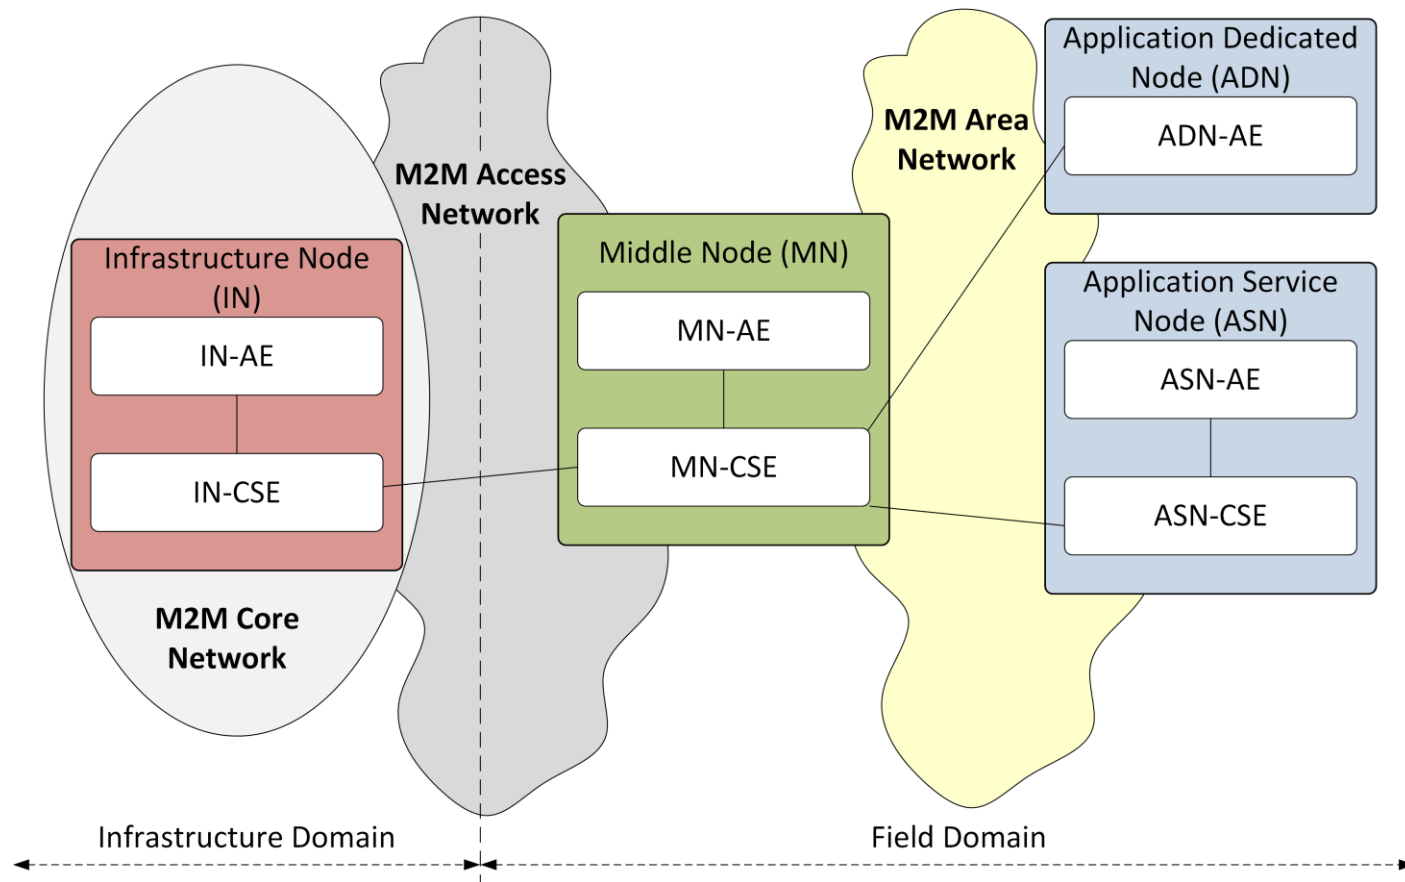 Application Dedicated
Node (ADN)
ADN-AE
M2M Area
Network
M2M Access
Network
Infrastructure Node
(IN)
IN-AE
IN-CSE
M2M Core
Network
Middle Node (MN)
MN-AE
MN-CSE
Application Service
Node (ASN)
ASN-AE
ASN-CSE
Infrastructure Domain
Field Domain